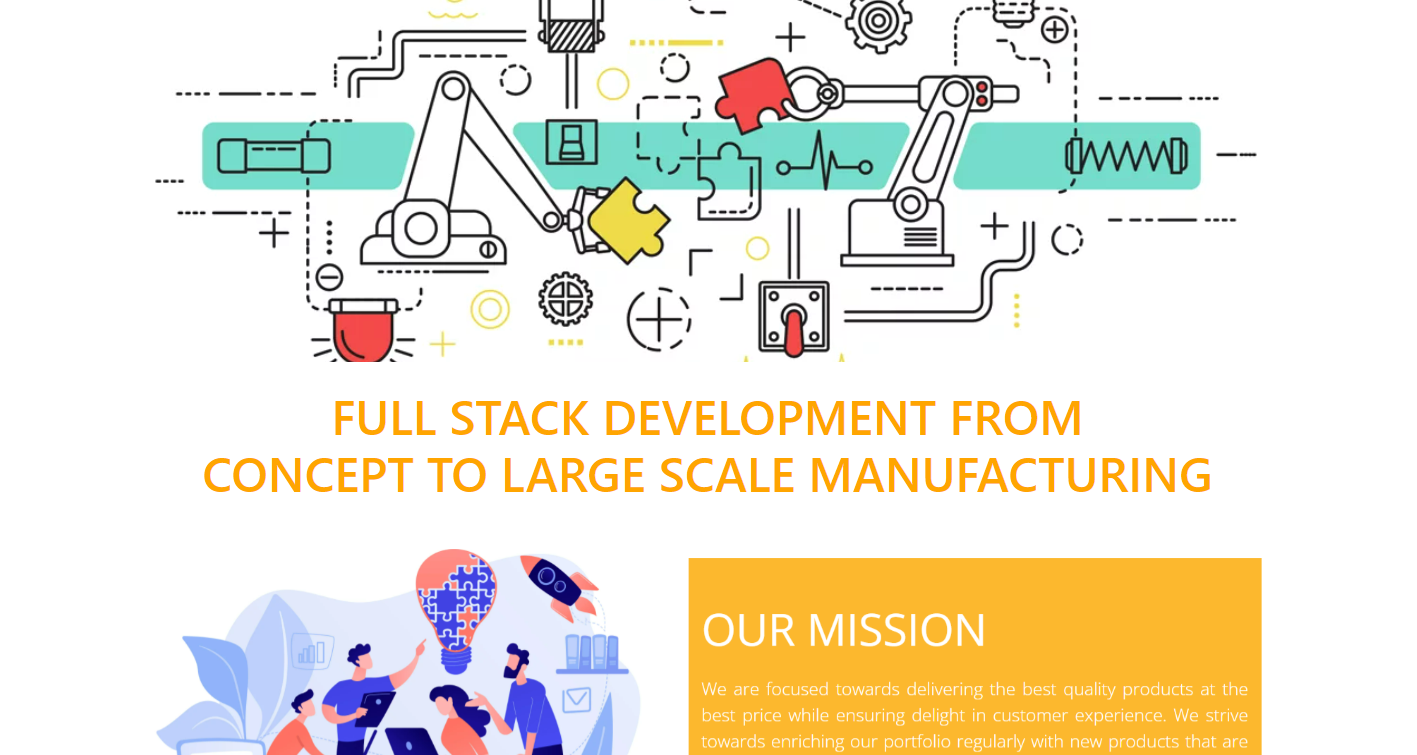 FULL STACK DEVELOPMENT FROM
CONCEPT TO LARGE SCALE MANUFACTURING
OUR MISSION
We are focused towards delivering the best quality products at the
best price while ensuring delight in customer experience. We strive
towards enriching our portfolio regularly with new products that are